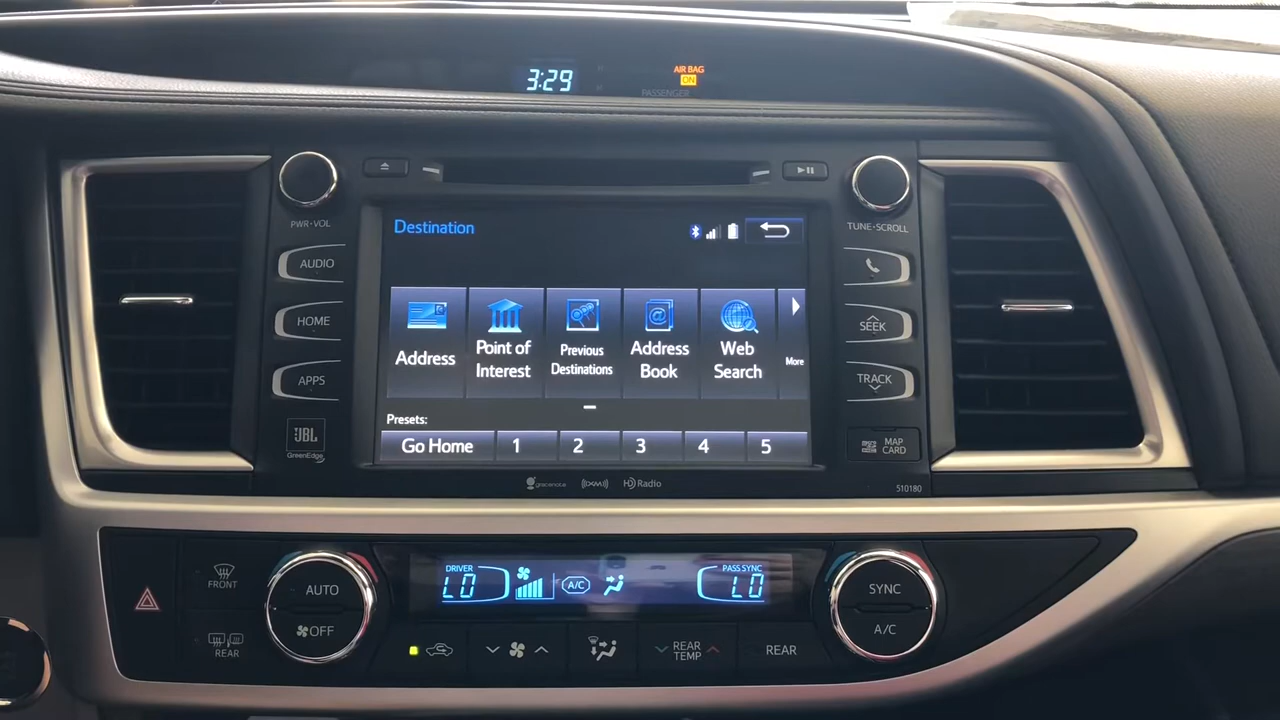 3:29
AIR BAG
ON
PASSENGER
PWR•VOL
AUDIO
HOME
APPS
JBL
GreenEdge
Destination
Address
Point of
Interest
Previous
Destinations
Address
Book
Web
Search
More
Presets:
Go Home 1 2 3 4 5
gracenote
((SXM))
HD Radio
TUNE•SCROLL
SEEK
TRACK
MAP
CARD
510180
FRONT
REAR
AUTO
OFF
DRIVER
LO
A/C
PASS SYNC
LO
REAR
TEMP
REAR
SYNC
A/C